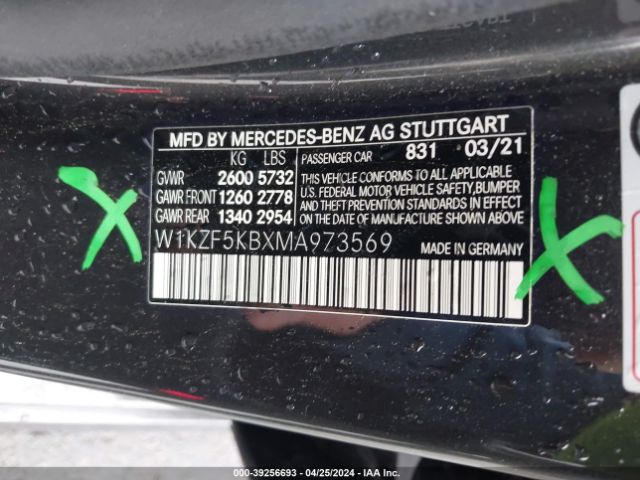 MFD BY MERCEDES-BENZ AG STUTTGART
KG LBS PASSENGER CAR 831 03/21
GVWR 2600 5732
GAWR FRONT 1260 2778
GAWR REAR 1340 2954
THIS VEHICLE CONFORMS TO ALL APPLICABLE
U.S. FEDERAL MOTOR VEHICLE SAFETY, BUMPER,
AND THEFT PREVENTION STANDARDS IN EFFECT
ON THE DATE OF MANUFACTURE SHOWN ABOVE.
W1KZF5KBXMA973569 MADE IN GERMANY
000-39256693 - 04/25/2024 - IAA Inc.